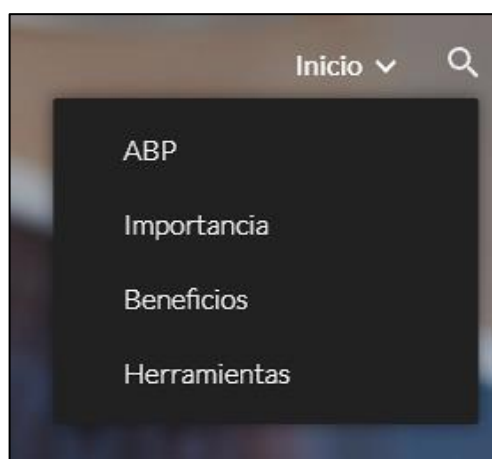 Inicio
ABP
Importancia
Beneficios
Herramientas